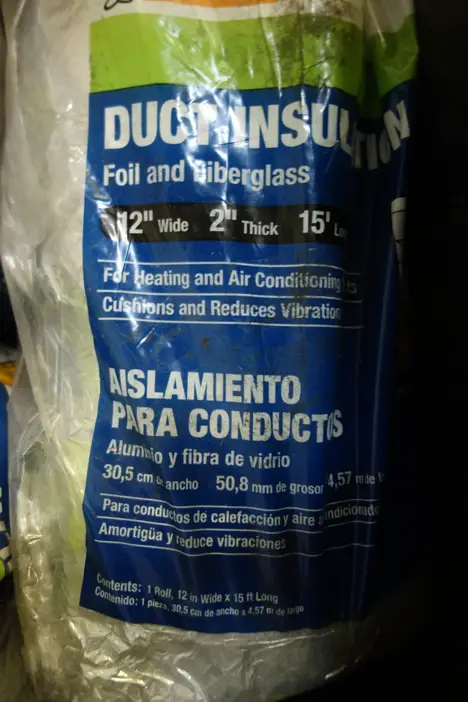 DUCT INSULATION
Foil and Fiberglass
12" Wide 2" Thick 15' Lo
For Heating and Air Conditioning
Cushions and Reduces Vibration
AISLAMIENTO
PARA CONDUCTOS
Aluminio y fibra de vidrio
30,5 cm de ancho 50,8 mm de grosor 4,57 m de
Para conductos de calefacción y aire acondicionado
Amortigüa y reduce vibraciones
Contents: 1 Roll, 12 in Wide x 15 ft Long
Contenido: 1 pieza, 30,5 cm de ancho x 4,57 m de largo